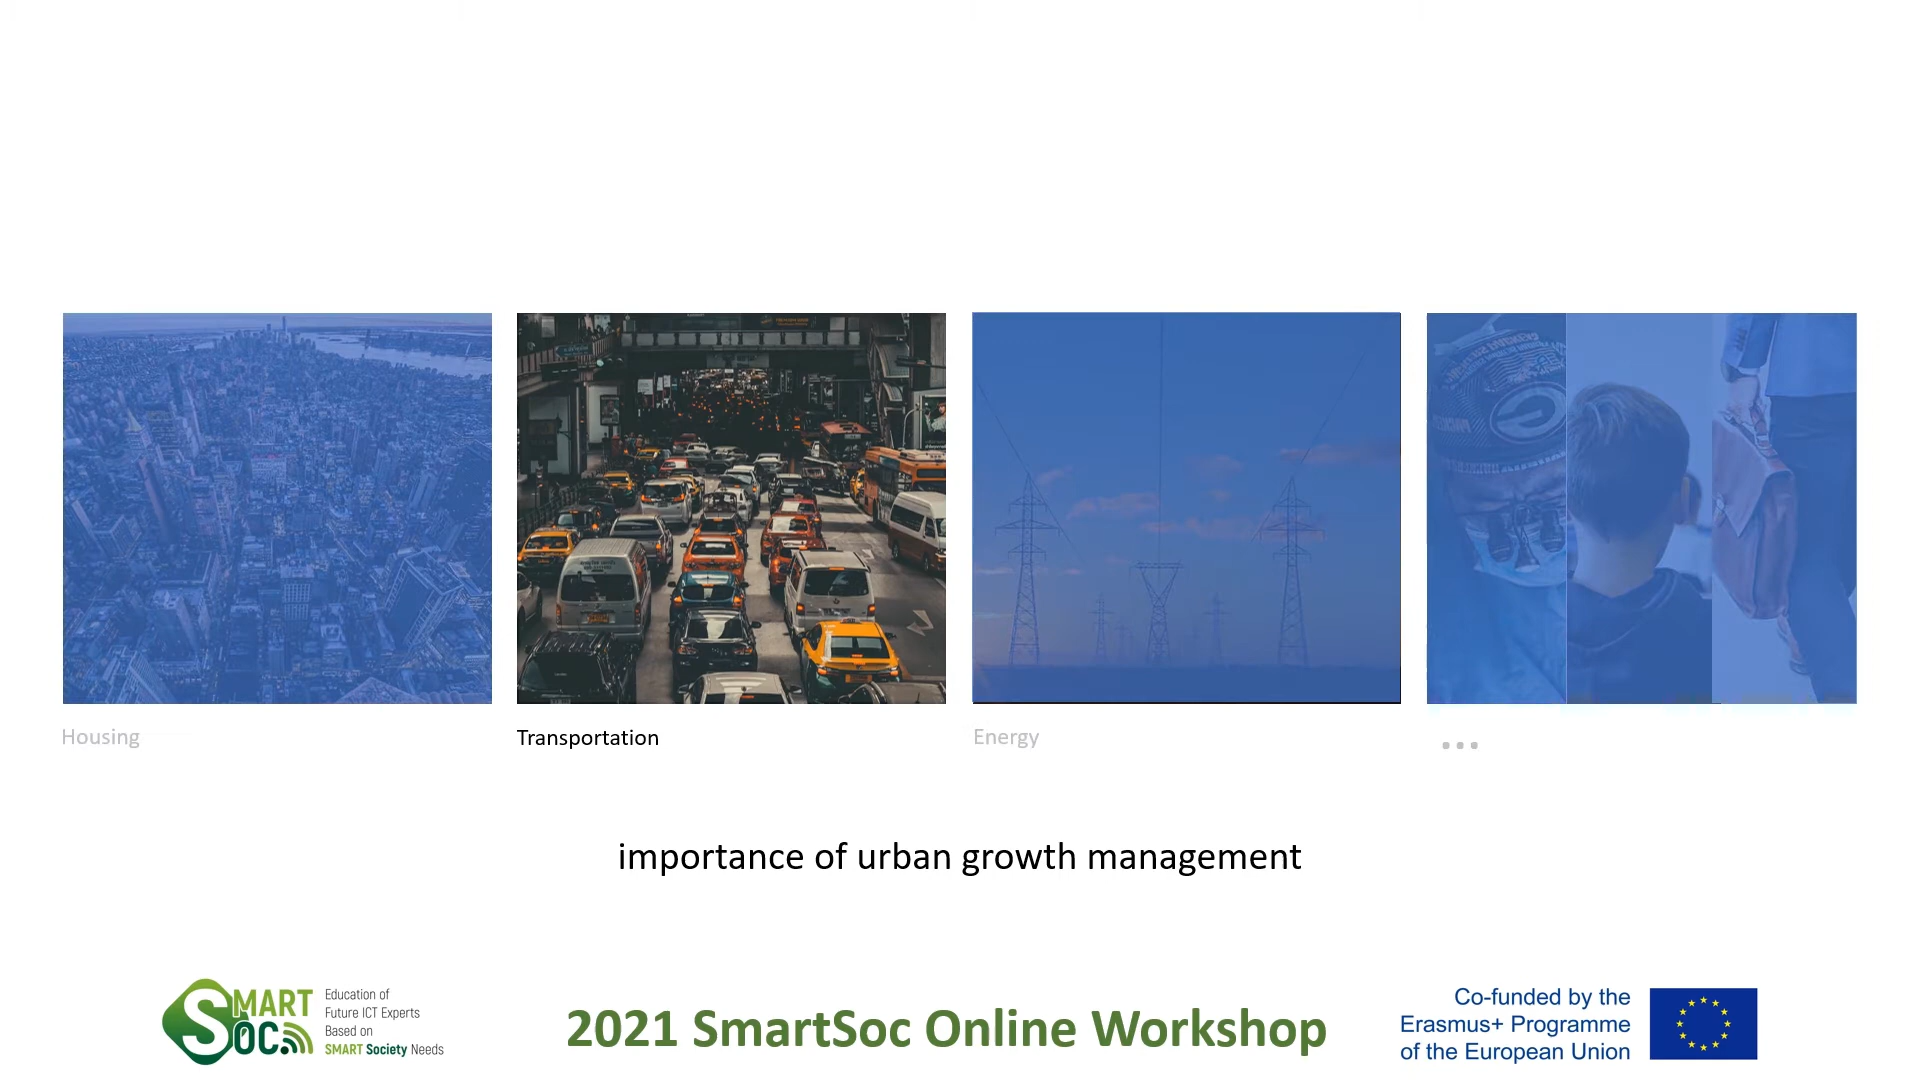 Housing
Transportation
Energy
...
importance of urban growth management
SMART
SOC
Education of
Future ICT Experts
Based on
SMART Society Needs
2021 SmartSoc Online Workshop
Co-funded by the
Erasmus+ Programme
of the European Union